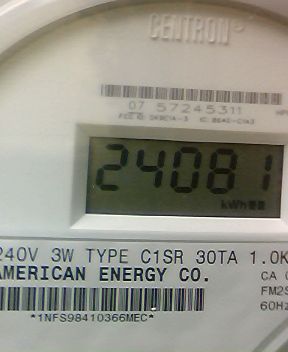 CENTRON
07 57245311
24081
kWh
240V 3W TYPE C1SR 30TA 1.0K
AMERICAN ENERGY CO.
CA
FM2S
60Hz
*1NFS98410366MEC*